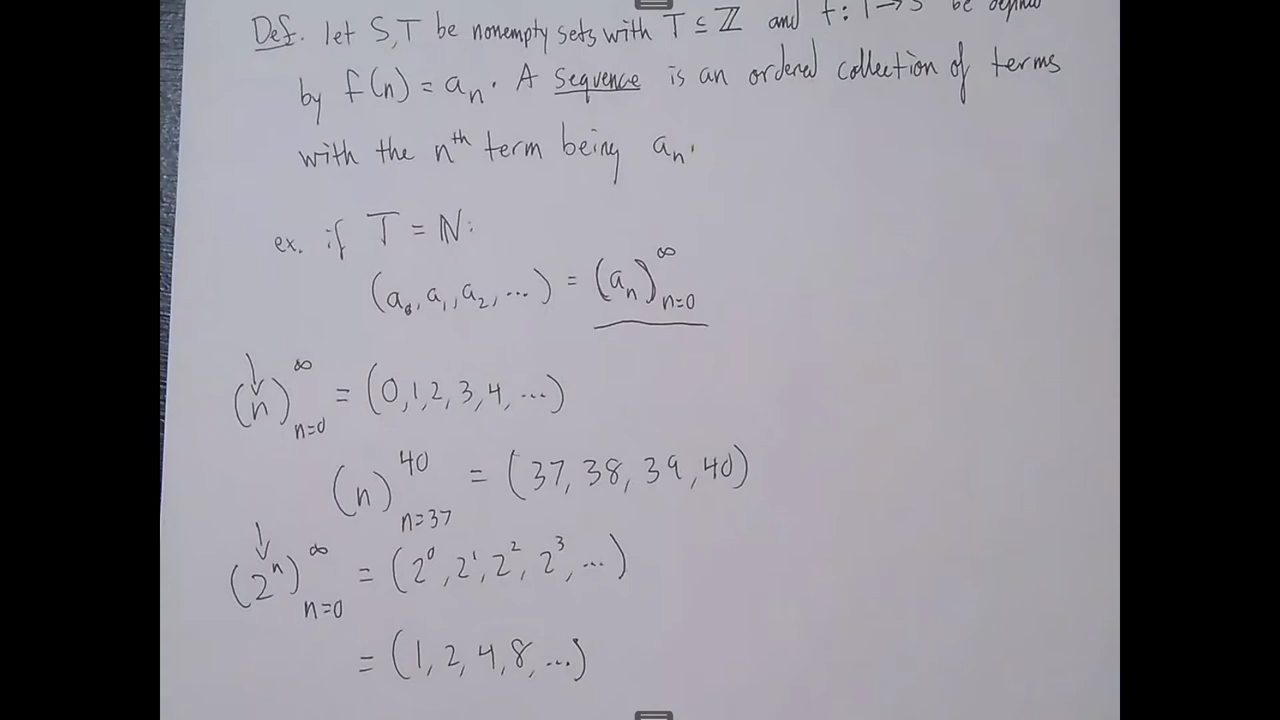 Def. let S,T be nonempty sets with T ⊆ ℤ and f: T→S be defined
by f(n) = aₙ. A sequence is an ordered collection of terms
with the nᵗʰ term being aₙ.
ex. if T = ℕ:
(a₀, a₁, a₂, ...) = (aₙ)_{n=0}^{∞}
(n)_{n=0}^{∞} = (0, 1, 2, 3, 4, ...)
(n)_{n=37}^{40} = (37, 38, 39, 40)
(2ⁿ)_{n=0}^{∞} = (2⁰, 2¹, 2², 2³, ...)
= (1, 2, 4, 8, ...)